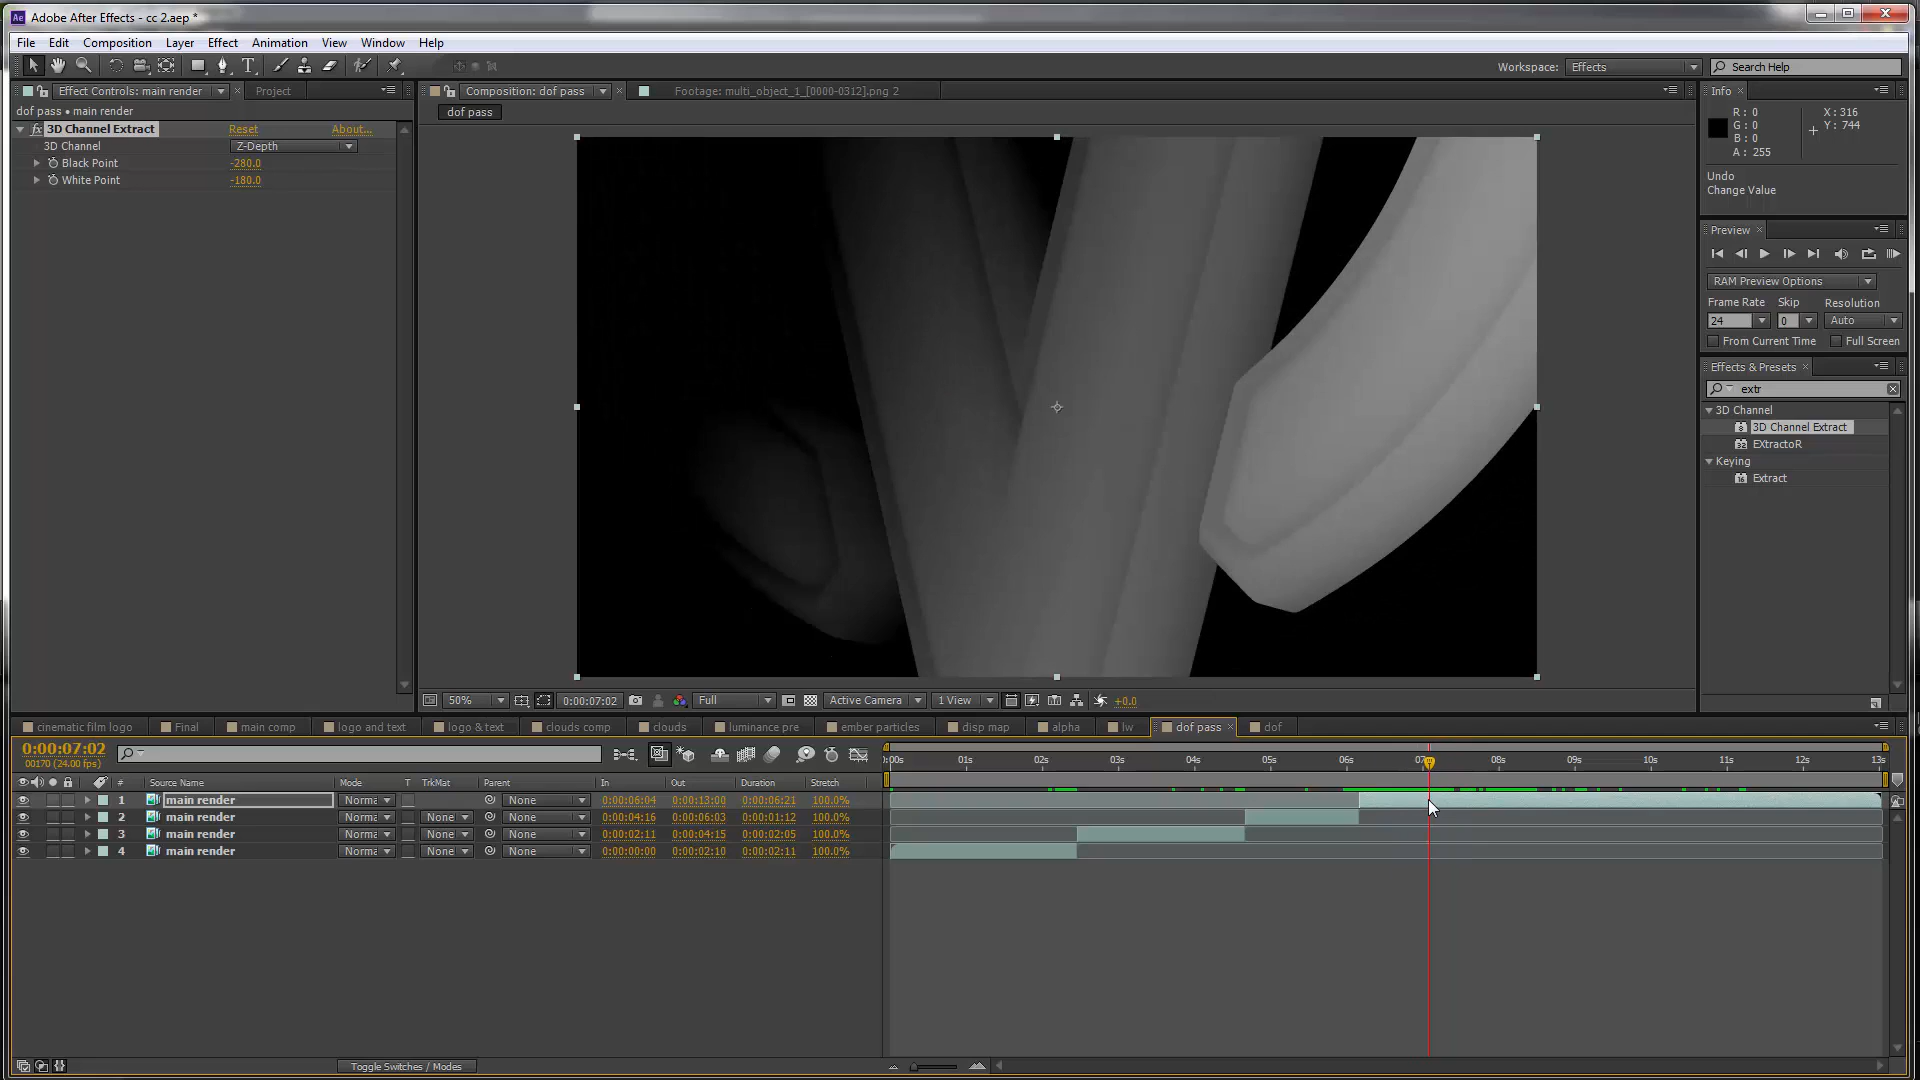 Ae Adobe After Effects - cc 2.aep *
File Edit Composition Layer Effect Animation View Window Help
Workspace: Effects Search Help
Effect Controls: main render × Project
dof pass • main render
fx 3D Channel Extract Reset About...
3D Channel Z-Depth
Black Point -280.0
White Point -180.0
Composition: dof pass × Footage: multi_object_1_[0000-0312].png 2
dof pass
50% 0:00:07:02 Full Active Camera 1 View +0.0
Info ×
R : 0 X : 316
G : 0 Y : 744
B : 0
A : 255
Undo
Change Value
Preview ×
RAM Preview Options
Frame Rate Skip Resolution
24 0 Auto
From Current Time Full Screen
Effects & Presets ×
extr
3D Channel
8 3D Channel Extract
32 EXtractoR
Keying
16 Extract
cinematic film logo Final main comp logo and text logo & text clouds comp clouds luminance pre ember particles disp map alpha lw dof pass × dof
0:00:07:02
00170 (24.00 fps)
# Source Name Mode T TrkMat Parent In Out Duration Stretch
:00s 01s 02s 03s 04s 05s 06s 07s 08s 09s 10s 11s 12s 13s
1 main render Norma None 0:00:06:04 0:00:13:00 0:00:06:21 100.0%
2 main render Norma None None 0:00:04:16 0:00:06:03 0:00:01:12 100.0%
3 main render Norma None None 0:00:02:11 0:00:04:15 0:00:02:05 100.0%
4 main render Norma None None 0:00:00:00 0:00:02:10 0:00:02:11 100.0%
Toggle Switches / Modes